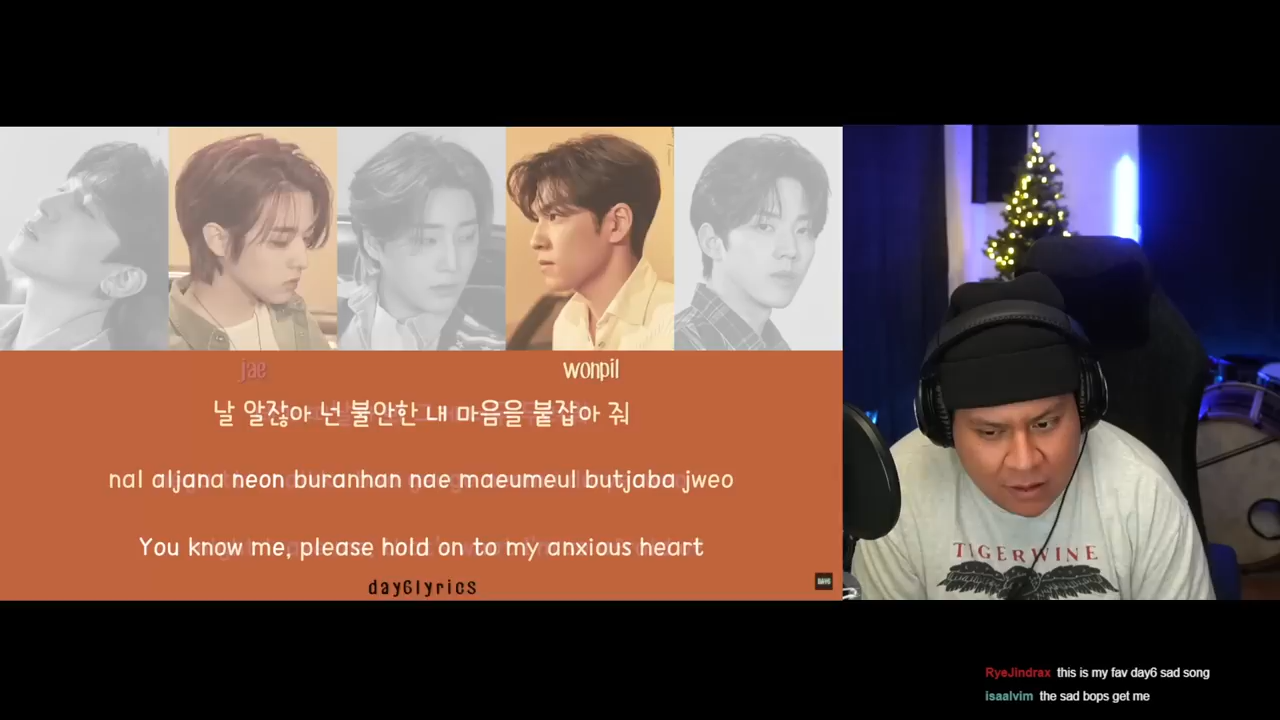 jae
wonpil
날 알잖아 넌 불안한 내 마음을 붙잡아 줘
nal aljana neon buranhan nae maeumeul butjaba jweo
You know me, please hold on to my anxious heart
day6lyrics
DAY6
TIGERWINE
RyeJindrax this is my fav day6 sad song
isaalvim the sad bops get me